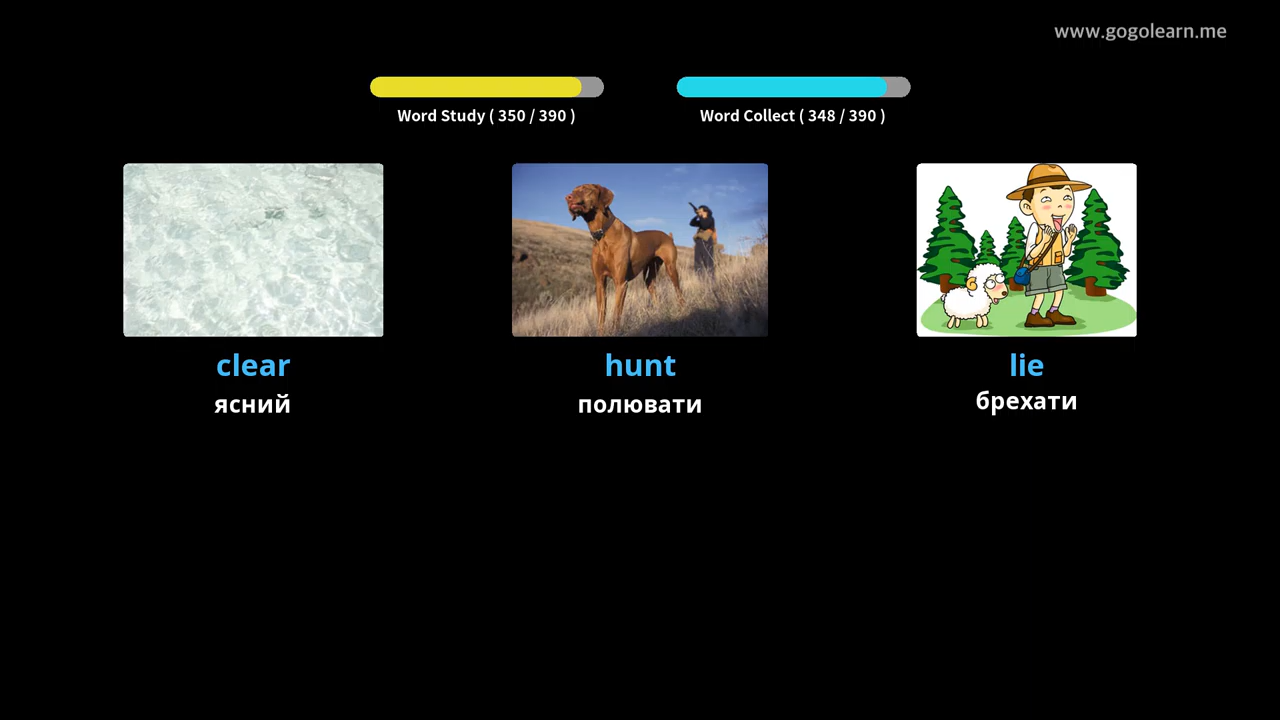 www.gogolearn.me
Word Study ( 350 / 390 )
Word Collect ( 348 / 390 )
clear
hunt
lie
ясний
полювати
брехати